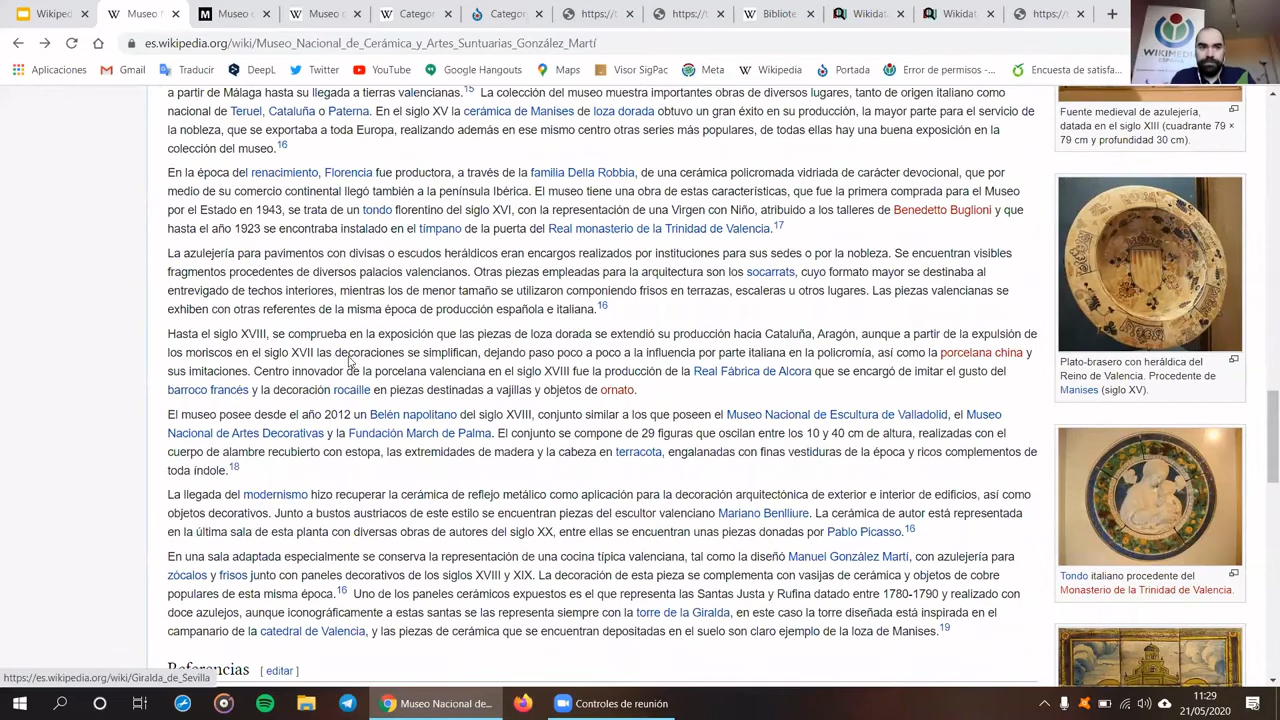 Wikiped
Museo
Museo
Museo
Categor
Categor
https://t
https://t
Bibliote
Wikidat
Wikidat
https://t
es.wikipedia.org/wiki/Museo_Nacional_de_Cerámica_y_Artes_Suntuarias_González_Martí
Aplicaciones Gmail Traducir DeepL Twitter YouTube Google Hangouts Maps Visor SigPac Meta Wikipedia Portada Error de permisos -... Encuesta de satisfa...
WIKIMEDIA
ESPAÑA
a partir de Málaga hasta su llegada a tierras valencianas.15 La colección del museo muestra importantes obras de diversos lugares, tanto de origen italiano como
nacional de Teruel, Cataluña o Paterna. En el siglo XV la cerámica de Manises de loza dorada obtuvo un gran éxito en su producción, la mayor parte para el servicio de
la nobleza, que se exportaba a toda Europa, realizando además en ese mismo centro otras series más populares, de todas ellas hay una buena exposición en la
colección del museo.16
En la época del renacimiento, Florencia fue productora, a través de la familia Della Robbia, de una cerámica policromada vidriada de carácter devocional, que por
medio de su comercio continental llegó también a la península Ibérica. El museo tiene una obra de estas características, que fue la primera comprada para el Museo
por el Estado en 1943, se trata de un tondo florentino del siglo XVI, con la representación de una Virgen con Niño, atribuido a los talleres de Benedetto Buglioni y que
hasta el año 1923 se encontraba instalado en el tímpano de la puerta del Real monasterio de la Trinidad de Valencia.17
La azulejería para pavimentos con divisas o escudos heráldicos eran encargos realizados por instituciones para sus sedes o por la nobleza. Se encuentran visibles
fragmentos procedentes de diversos palacios valencianos. Otras piezas empleadas para la arquitectura son los socarrats, cuyo formato mayor se destinaba al
entrevigado de techos interiores, mientras los de menor tamaño se utilizaron componiendo frisos en terrazas, escaleras u otros lugares. Las piezas valencianas se
exhiben con otras referentes de la misma época de producción española e italiana.16
Hasta el siglo XVIII, se comprueba en la exposición que las piezas de loza dorada se extendió su producción hacia Cataluña, Aragón, aunque a partir de la expulsión de
los moriscos en el siglo XVII las decoraciones se simplifican, dejando paso poco a poco a la influencia por parte italiana en la policromía, así como la porcelana china y
sus imitaciones. Centro innovador de la porcelana valenciana en el siglo XVIII fue la producción de la Real Fábrica de Alcora que se encargó de imitar el gusto del
barroco francés y la decoración rocaille en piezas destinadas a vajillas y objetos de ornato.
El museo posee desde el año 2012 un Belén napolitano del siglo XVIII, conjunto similar a los que poseen el Museo Nacional de Escultura de Valladolid, el Museo
Nacional de Artes Decorativas y la Fundación March de Palma. El conjunto se compone de 29 figuras que oscilan entre los 10 y 40 cm de altura, realizadas con el
cuerpo de alambre recubierto con estopa, las extremidades de madera y la cabeza en terracota, engalanadas con finas vestiduras de la época y ricos complementos de
toda índole.18
La llegada del modernismo hizo recuperar la cerámica de reflejo metálico como aplicación para la decoración arquitectónica de exterior e interior de edificios, así como
objetos decorativos. Junto a bustos austriacos de este estilo se encuentran piezas del escultor valenciano Mariano Benlliure. La cerámica de autor está representada
en la última sala de esta planta con diversas obras de autores del siglo XX, entre ellas se encuentran unas piezas donadas por Pablo Picasso.16
En una sala adaptada especialmente se conserva la representación de una cocina típica valenciana, tal como la diseñó Manuel González Martí, con azulejería para
zócalos y frisos junto con paneles decorativos de los siglos XVIII y XIX. La decoración de esta pieza se complementa con vasijas de cerámica y objetos de cobre
populares de esta misma época.16 Uno de los paneles cerámicos expuestos es el que representa las Santas Justa y Rufina datado entre 1780-1790 y realizado con
doce azulejos, aunque iconográficamente a estas santas se las representa siempre con la torre de la Giralda, en este caso la torre diseñada está inspirada en el
campanario de la catedral de Valencia, y las piezas de cerámica que se encuentran depositadas en el suelo son claro ejemplo de la loza de Manises.19
Referencias [ editar ]
Fuente medieval de azulejería,
datada en el siglo XIII (cuadrante 79 ×
79 cm y profundidad 30 cm).
Plato-brasero con heráldica del
Reino de Valencia. Procedente de
Manises (siglo XV).
Tondo italiano procedente del
Monasterio de la Trinidad de Valencia.
https://es.wikipedia.org/wiki/Giralda_de_Sevilla
Museo Nacional de... Controles de reunión
11:29
21/05/2020